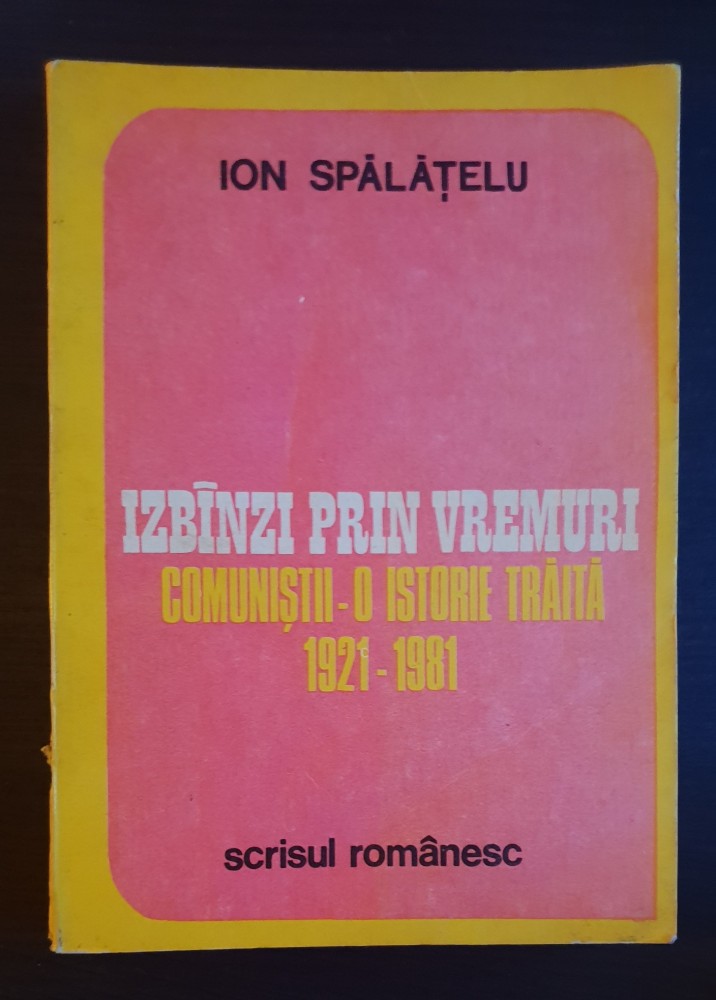 ION SPĂLĂȚELU
IZBÎNZI PRIN VREMURI
COMUNIȘTII - O ISTORIE TRĂITĂ
1921 - 1981
scrisul românesc